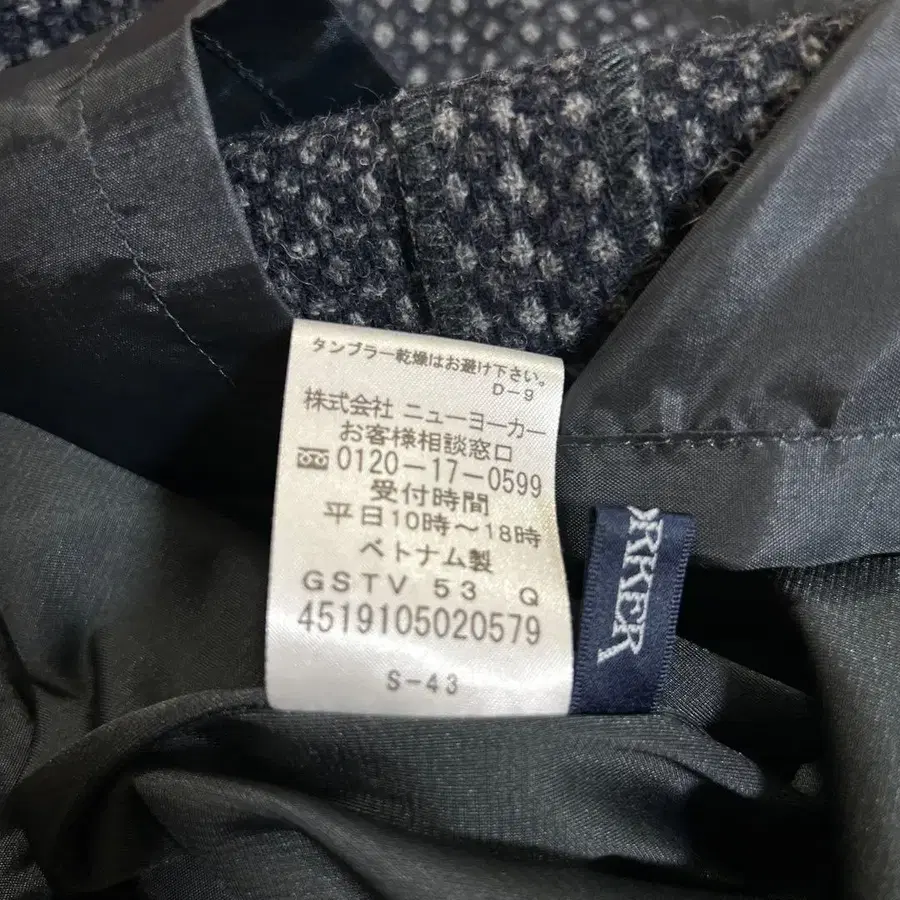 タンブラー乾燥はお避け下さい。
D-9
株式会社 ニューヨーカー
お客様相談窓口
0120-17-0599
受付時間
平日10時～18時
ベトナム製
GSTV 53 Q
4519105020579
S-43
ORKER